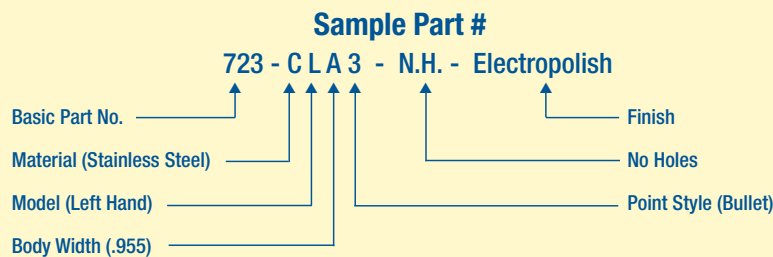 Sample Part #
723 - C L A 3 - N.H. - Electropolish
Basic Part No.
Finish
Material (Stainless Steel)
No Holes
Model (Left Hand)
Point Style (Bullet)
Body Width (.955)